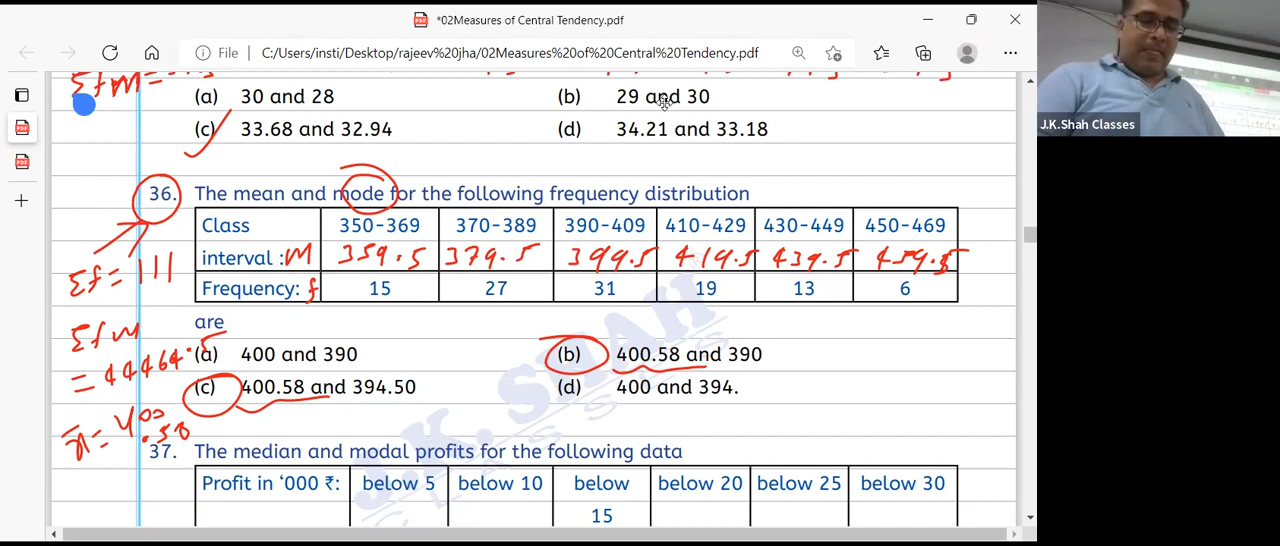 *02Measures of Central Tendency.pdf
File C:/Users/insti/Desktop/rajeev%20jha/02Measures%20of%20Central%20Tendency.pdf
J.K.Shah Classes
(a) 30 and 28 (b) 29 and 30
(c) 33.68 and 32.94 (d) 34.21 and 33.18
36. The mean and mode for the following frequency distribution
Class 350-369 370-389 390-409 410-429 430-449 450-469
interval : M 359.5 379.5 399.5 419.5 439.5 459.5
Frequency: f 15 27 31 19 13 6
Σf = 111
are
Σfm
= 44464.5
(a) 400 and 390 (b) 400.58 and 390
(c) 400.58 and 394.50 (d) 400 and 394.
x̄ = 400
.58
37. The median and modal profits for the following data
Profit in ‘000 ₹: below 5 below 10 below 15 below 20 below 25 below 30
J.K. SHAH